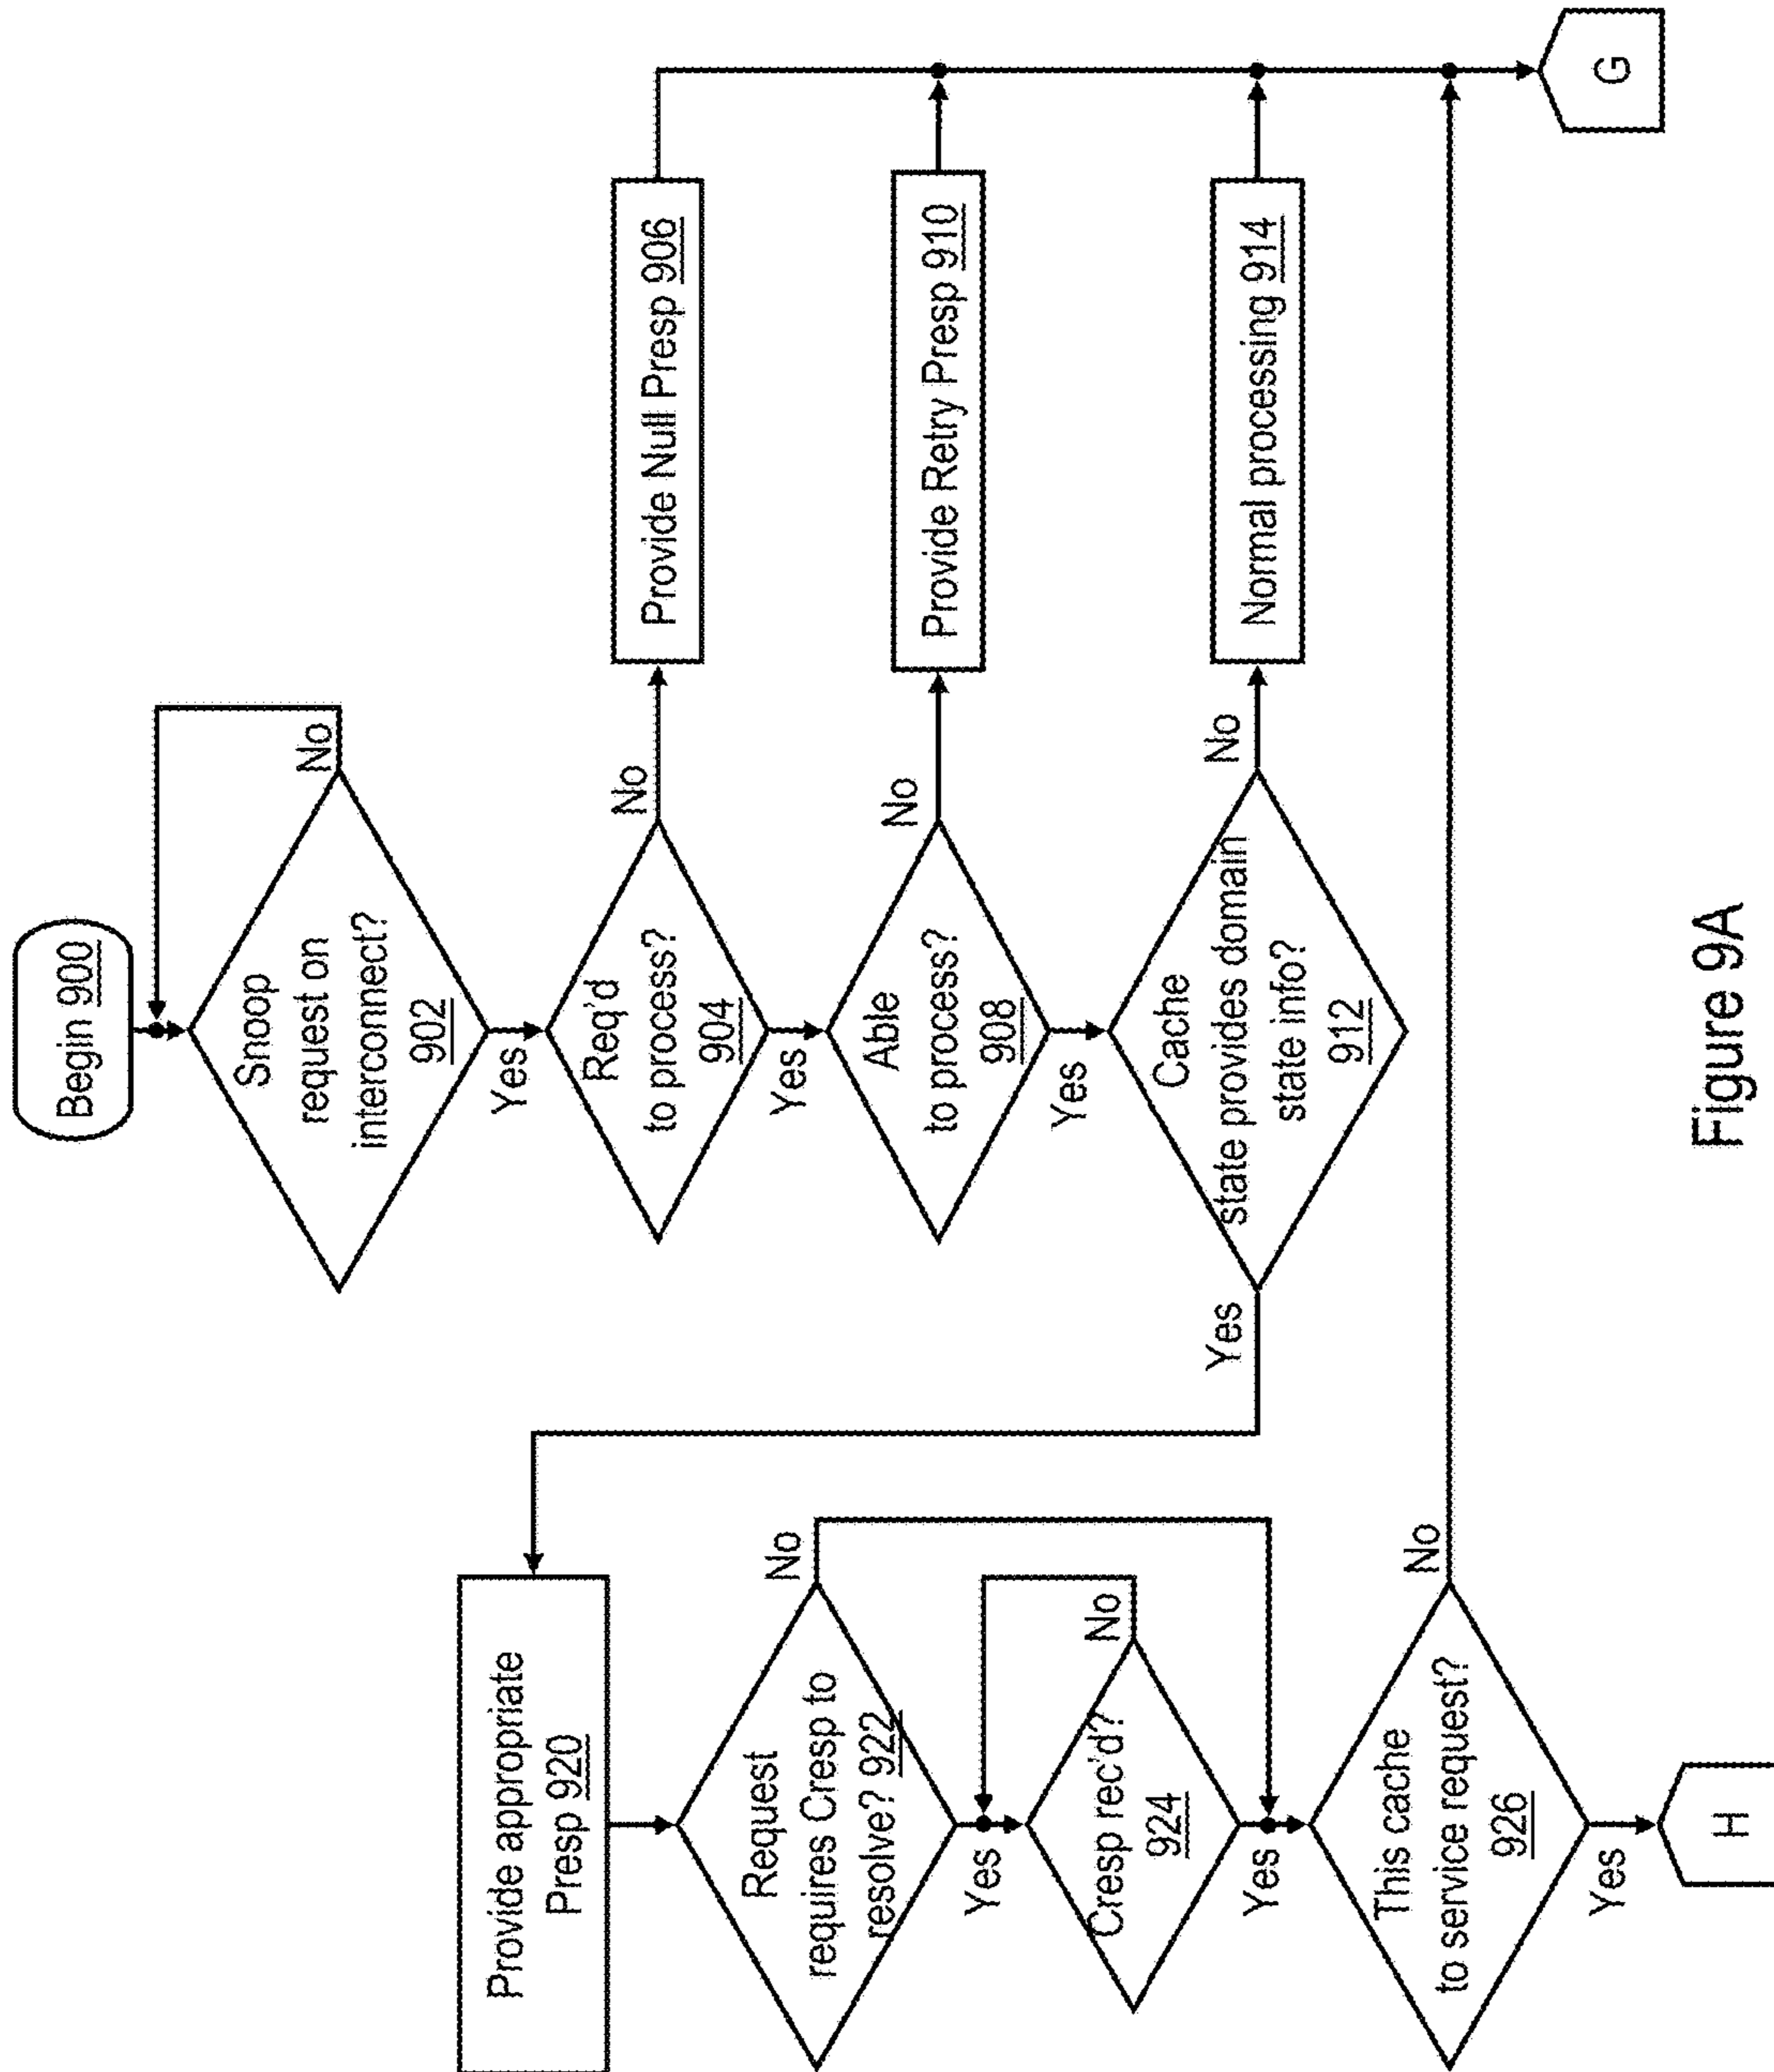 Begin 900
Snoop
request on
interconnect?
902
No
Yes
Req'd
to process?
904
No
Provide Null Presp 906
Yes
Able
to process?
908
No
Provide Retry Presp 910
Yes
Cache
state provides domain
state info?
912
No
Normal processing 914
Yes
Provide appropriate
Presp 920
Request
requires Cresp to
resolve? 922
No
Yes
Cresp rec'd?
924
No
Yes
This cache
to service request?
926
No
Yes
H
G
Figure 9A